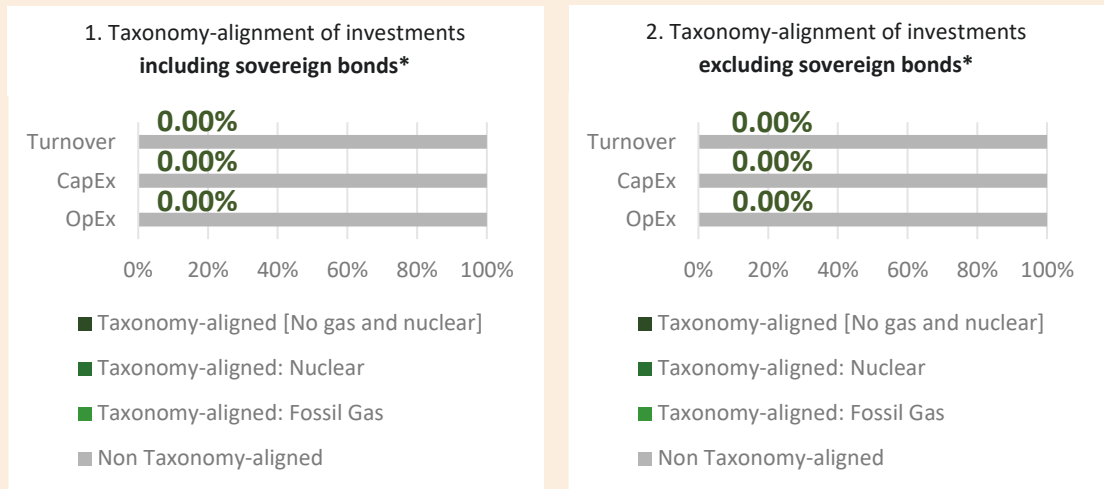 1. Taxonomy-alignment of investments
including sovereign bonds*
0.00%
Turnover
0.00%
CapEx
0.00%
OpEx
0% 20% 40% 60% 80% 100%
Taxonomy-aligned [No gas and nuclear]
Taxonomy-aligned: Nuclear
Taxonomy-aligned: Fossil Gas
Non Taxonomy-aligned
2. Taxonomy-alignment of investments
excluding sovereign bonds*
0.00%
Turnover
0.00%
CapEx
0.00%
OpEx
0% 20% 40% 60% 80% 100%
Taxonomy-aligned [No gas and nuclear]
Taxonomy-aligned: Nuclear
Taxonomy-aligned: Fossil Gas
Non Taxonomy-aligned